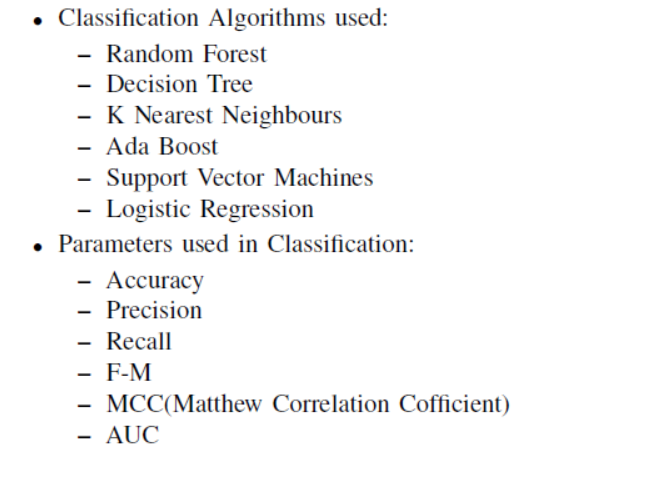 • Classification Algorithms used:
– Random Forest
– Decision Tree
– K Nearest Neighbours
– Ada Boost
– Support Vector Machines
– Logistic Regression
• Parameters used in Classification:
– Accuracy
– Precision
– Recall
– F-M
– MCC(Matthew Correlation Cofficient)
– AUC